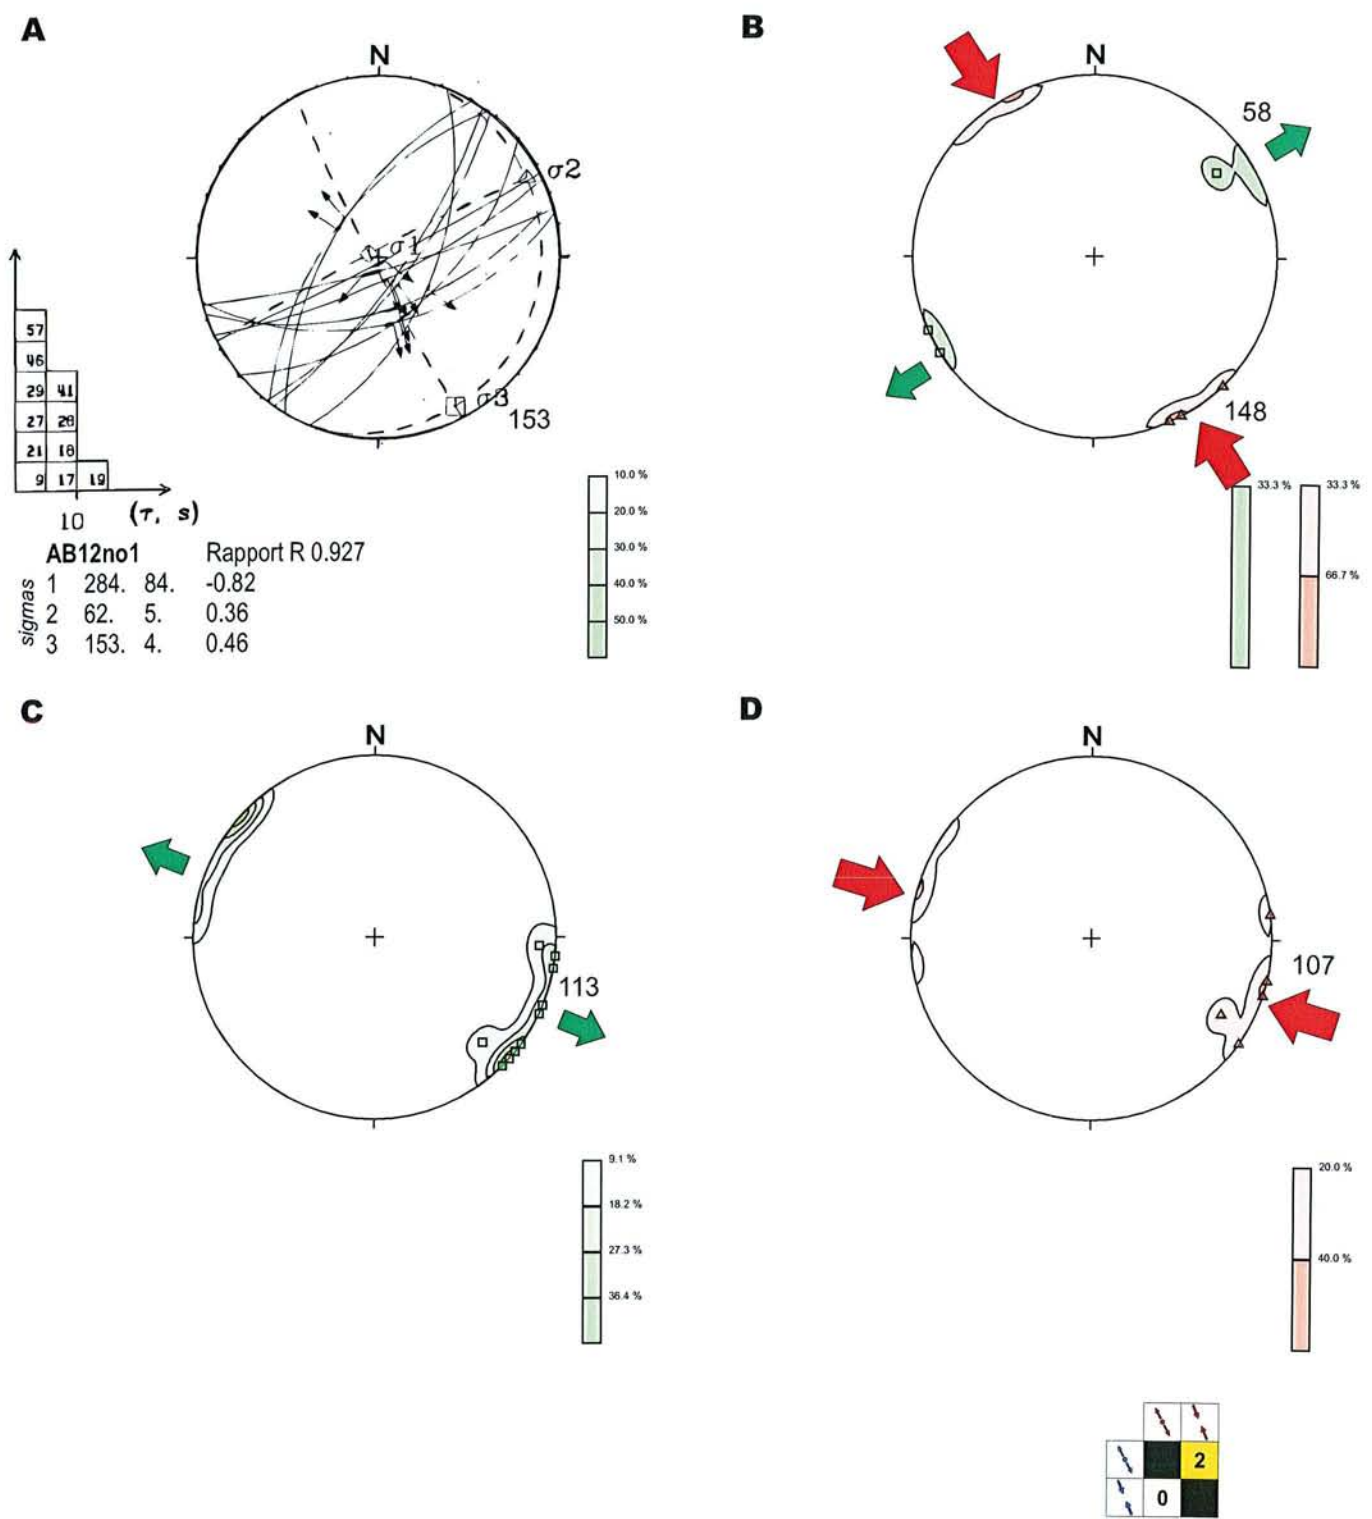 A
N
σ2
σ1
σ3
153
57
46
29 41
27 28
21 18
9 17 19
10
(τ, s)
AB12no1 Rapport R 0.927
sigmas
1 284. 84. -0.82
2 62. 5. 0.36
3 153. 4. 0.46
10.0 %
20.0 %
30.0 %
40.0 %
50.0 %
B
N
58
148
33.3 %
33.3 %
66.7 %
C
N
113
9.1 %
18.2 %
27.3 %
36.4 %
D
N
107
20.0 %
40.0 %
2
0